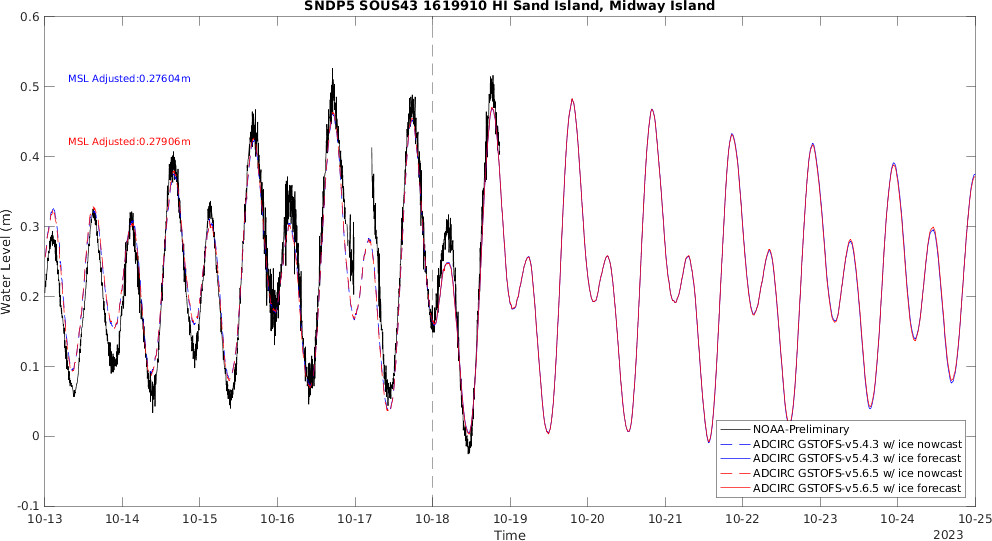 SNDP5 SOUS43 1619910 HI Sand Island, Midway Island
0.6
0.5
0.4
0.3
0.2
0.1
0
-0.1
Water Level (m)
MSL Adjusted:0.27604m
MSL Adjusted:0.27906m
NOAA-Preliminary
ADCIRC GSTOFS-v5.4.3 w/ ice nowcast
ADCIRC GSTOFS-v5.4.3 w/ ice forecast
ADCIRC GSTOFS-v5.6.5 w/ ice nowcast
ADCIRC GSTOFS-v5.6.5 w/ ice forecast
10-13 10-14 10-15 10-16 10-17 10-18 10-19 10-20 10-21 10-22 10-23 10-24 10-25
Time
2023